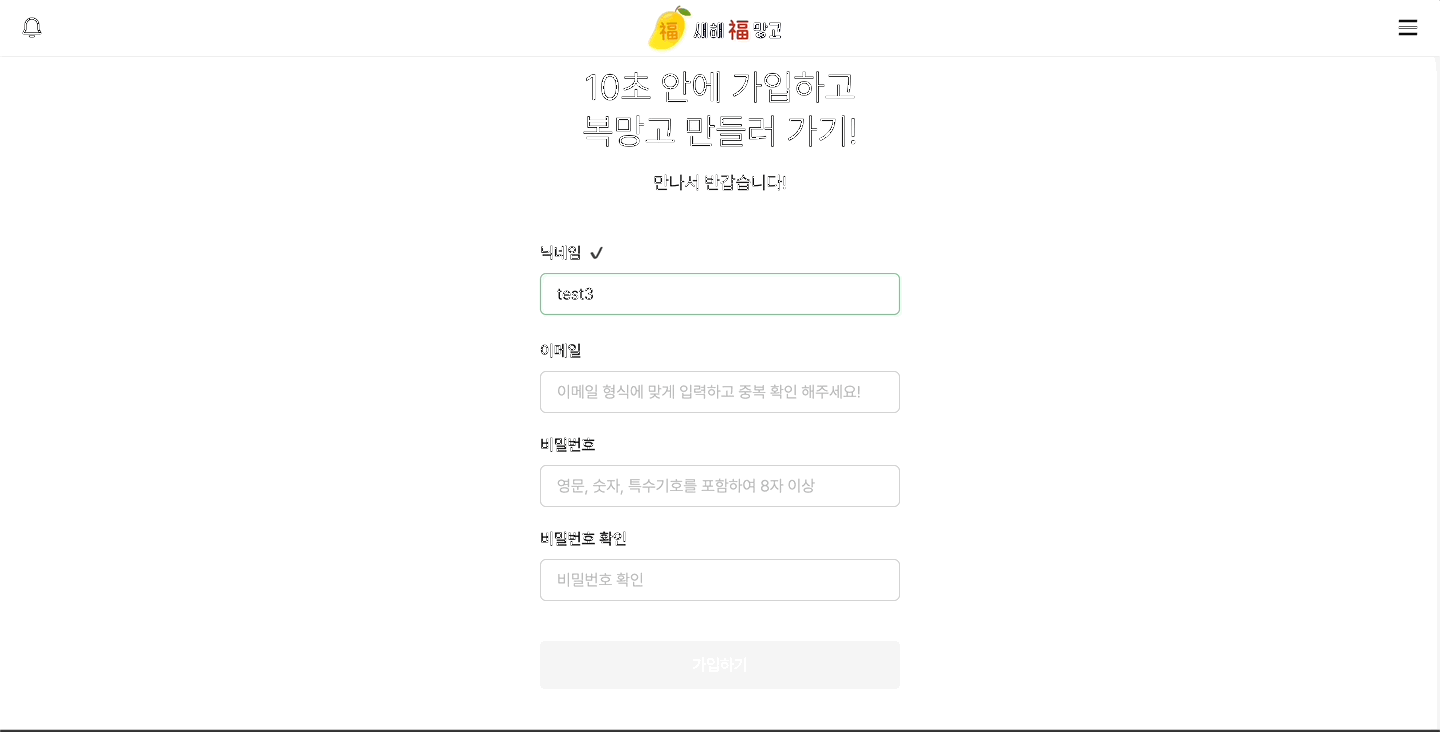 福 새해 福 망고
10초 안에 가입하고
복망고 만들러 가기!
만나서 반갑습니다!
닉네임 ✓
test3
이메일
이메일 형식에 맞게 입력하고 중복 확인 해주세요!
비밀번호
영문, 숫자, 특수기호를 포함하여 8자 이상
비밀번호 확인
비밀번호 확인
가입하기